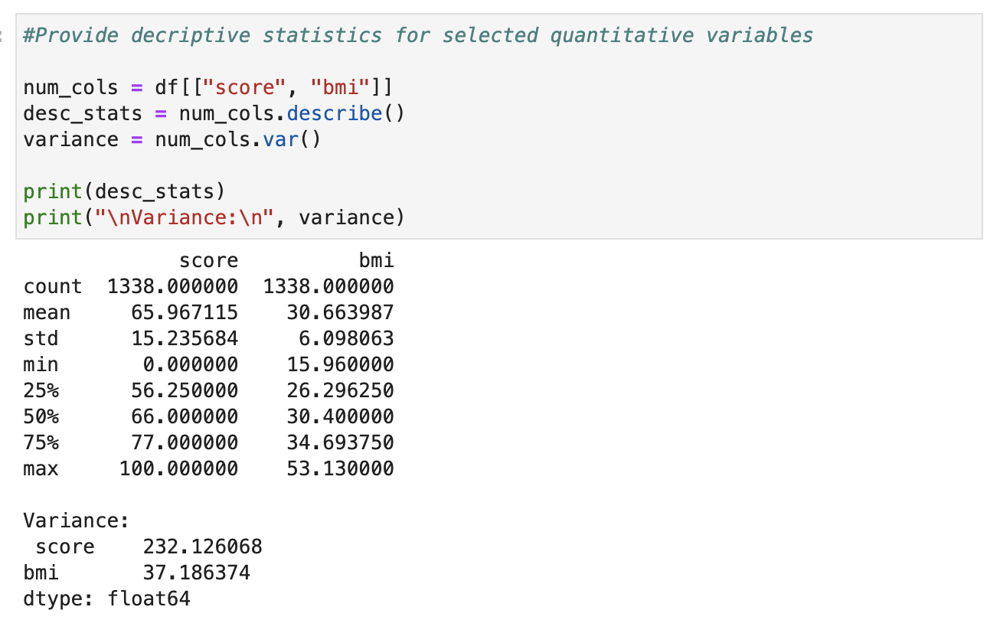 #Provide decriptive statistics for selected quantitative variables
num_cols = df[["score", "bmi"]]
desc_stats = num_cols.describe()
variance = num_cols.var()
print(desc_stats)
print("\nVariance:\n", variance)
score bmi
count 1338.000000 1338.000000
mean 65.967115 30.663987
std 15.235684 6.098063
min 0.000000 15.960000
25% 56.250000 26.296250
50% 66.000000 30.400000
75% 77.000000 34.693750
max 100.000000 53.130000
Variance:
score 232.126068
bmi 37.186374
dtype: float64